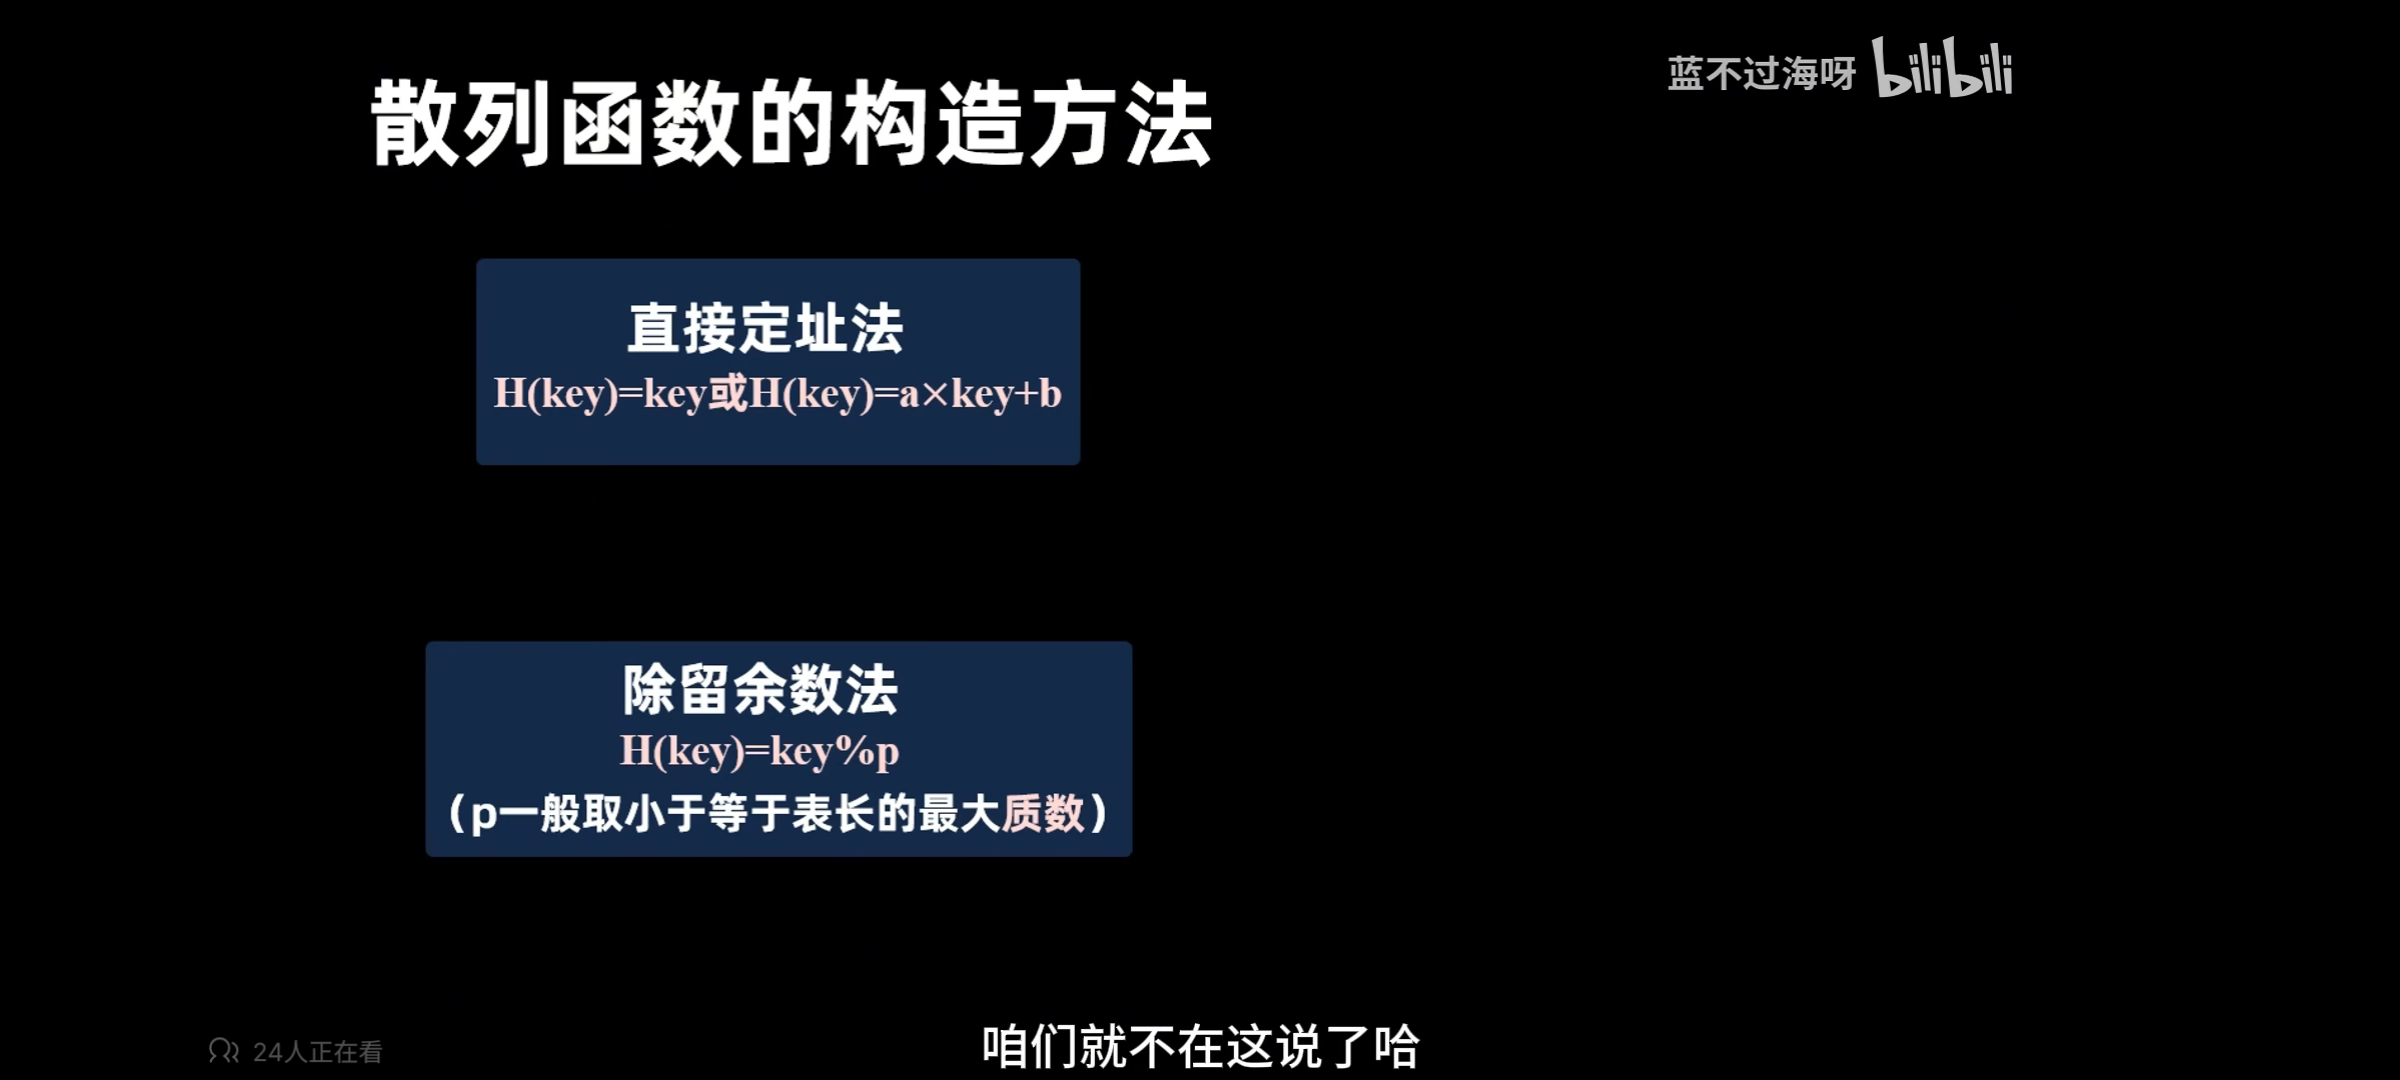 蓝不过海呀 bilibili
散列函数的构造方法
直接定址法
H(key)=key或H(key)=a×key+b
除留余数法
H(key)=key%p
（p一般取小于等于表长的最大质数）
咱们就不在这说了哈
24人正在看